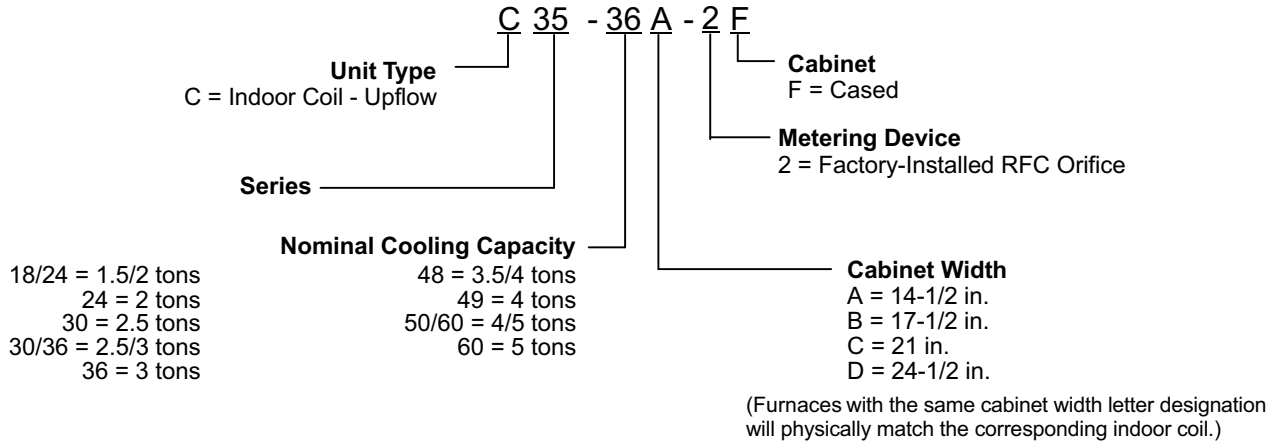 C 35 - 36 A - 2 F
Unit Type
C = Indoor Coil - Upflow
Cabinet
F = Cased
Metering Device
2 = Factory-Installed RFC Orifice
Series
Nominal Cooling Capacity
18/24 = 1.5/2 tons
24 = 2 tons
30 = 2.5 tons
30/36 = 2.5/3 tons
36 = 3 tons
48 = 3.5/4 tons
49 = 4 tons
50/60 = 4/5 tons
60 = 5 tons
Cabinet Width
A = 14-1/2 in.
B = 17-1/2 in.
C = 21 in.
D = 24-1/2 in.
(Furnaces with the same cabinet width letter designation
will physically match the corresponding indoor coil.)